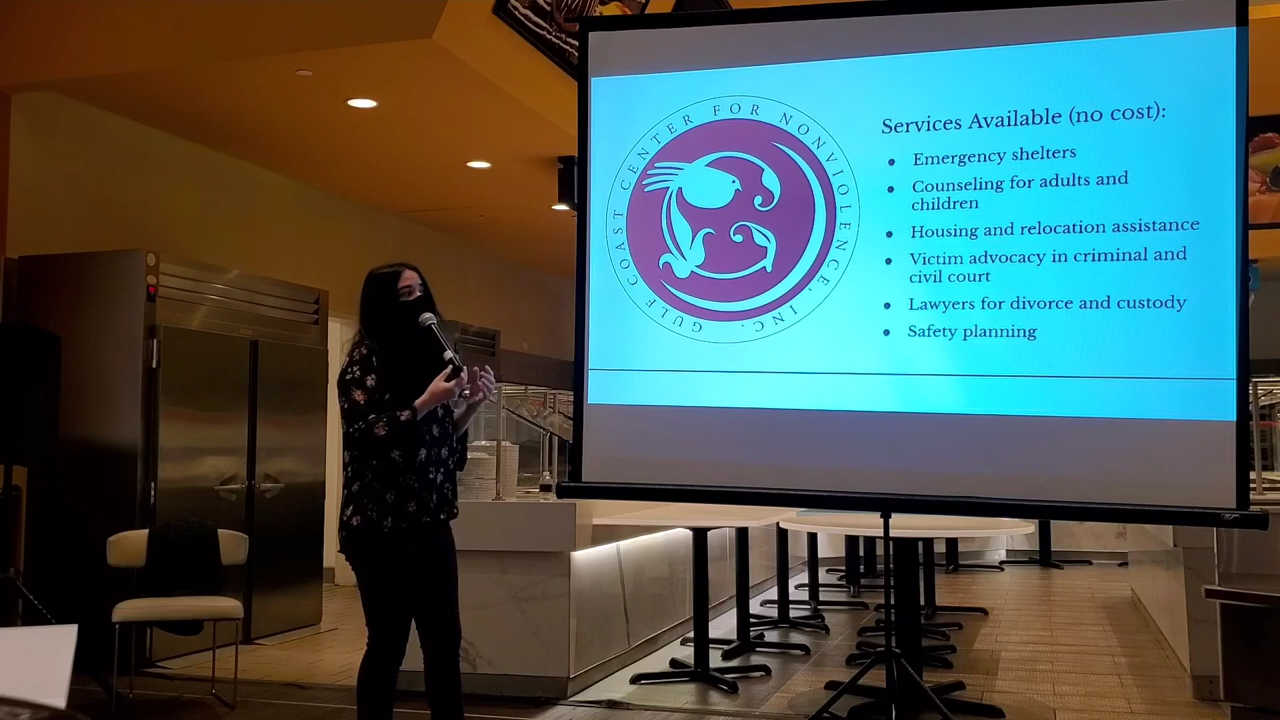 GULF COAST CENTER FOR NONVIOLENCE, INC.
Services Available (no cost):
Emergency shelters
Counseling for adults and
children
Housing and relocation assistance
Victim advocacy in criminal and
civil court
Lawyers for divorce and custody
Safety planning